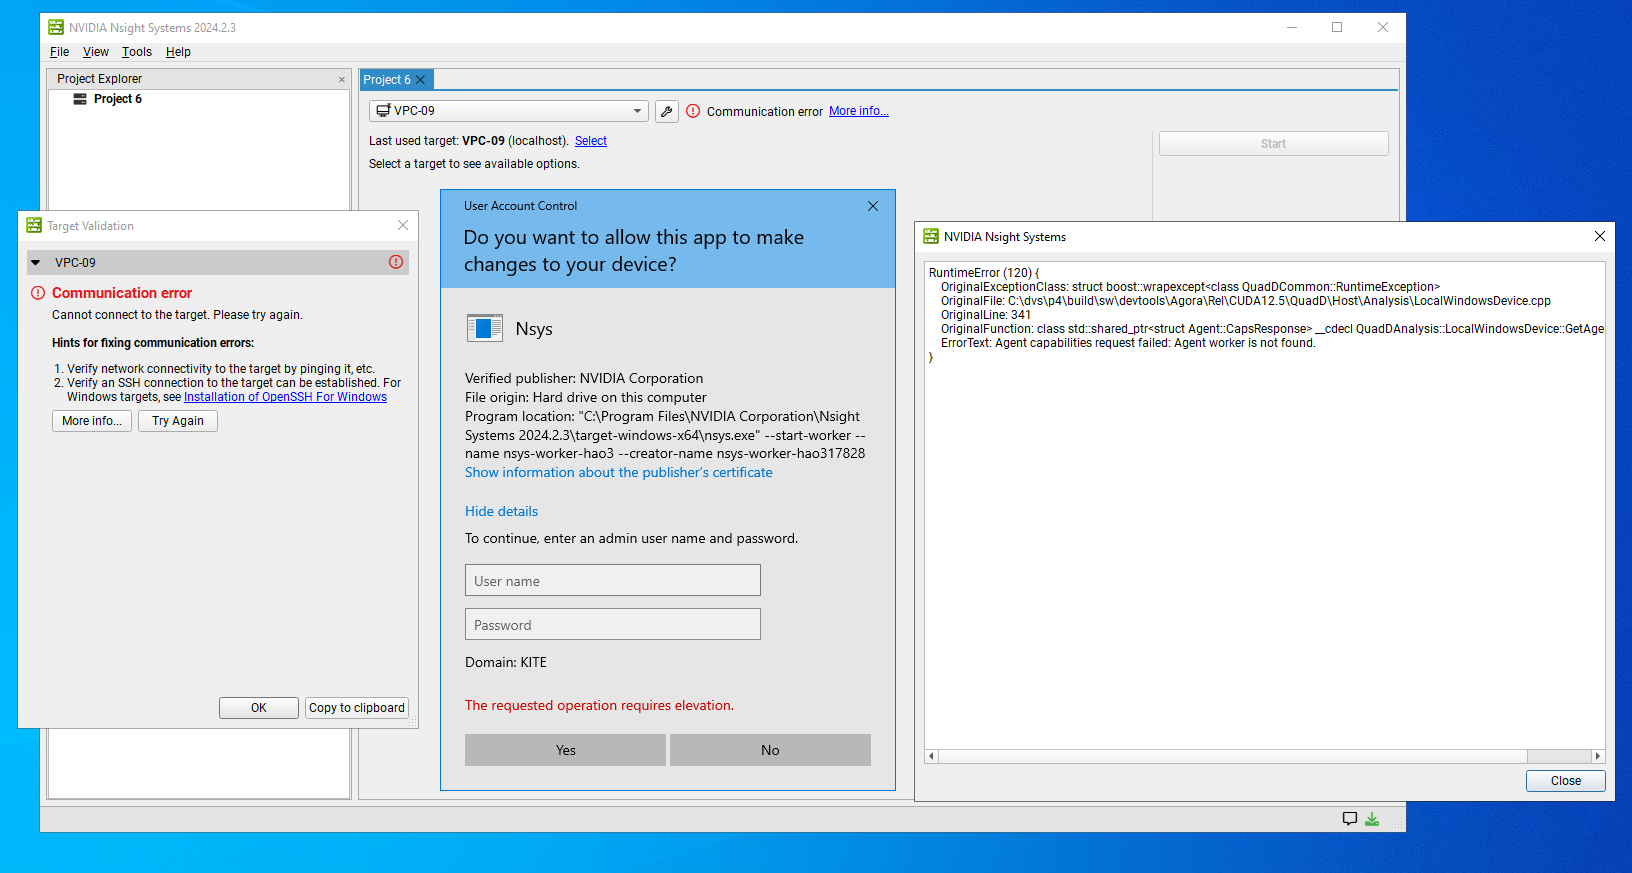 NVIDIA Nsight Systems 2024.2.3
File View Tools Help
Project Explorer
Project 6
Project 6
VPC-09
Communication error More info...
Last used target: VPC-09 (localhost). Select
Select a target to see available options.
Start
Target Validation
VPC-09
Communication error
Cannot connect to the target. Please try again.
Hints for fixing communication errors:
1. Verify network connectivity to the target by pinging it, etc.
2. Verify an SSH connection to the target can be established. For
Windows targets, see Installation of OpenSSH For Windows
More info...
Try Again
OK
Copy to clipboard
User Account Control
Do you want to allow this app to make
changes to your device?
Nsys
Verified publisher: NVIDIA Corporation
File origin: Hard drive on this computer
Program location: "C:\Program Files\NVIDIA Corporation\Nsight
Systems 2024.2.3\target-windows-x64\nsys.exe" --start-worker --
name nsys-worker-hao3 --creator-name nsys-worker-hao317828
Show information about the publisher's certificate
Hide details
To continue, enter an admin user name and password.
User name
Password
Domain: KITE
The requested operation requires elevation.
Yes
No
NVIDIA Nsight Systems
RuntimeError (120) {
OriginalExceptionClass: struct boost::wrapexcept<class QuadDCommon::RuntimeException>
OriginalFile: C:\dvs\p4\build\sw\devtools\Agora\Rel\CUDA12.5\QuadD\Host\Analysis\LocalWindowsDevice.cpp
OriginalLine: 341
OriginalFunction: class std::shared_ptr<struct Agent::CapsResponse> __cdecl QuadDAnalysis::LocalWindowsDevice::GetAge
ErrorText: Agent capabilities request failed: Agent worker is not found.
}
Close